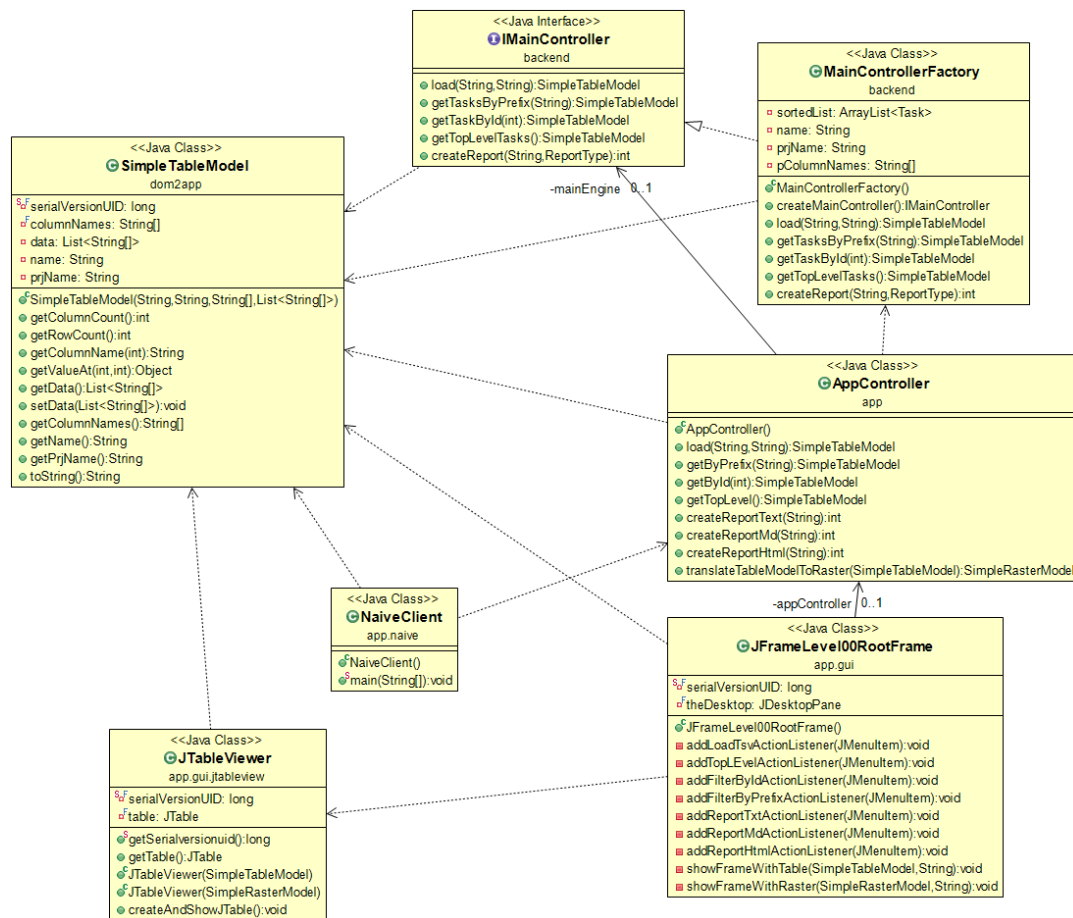 <<Java Interface>>
IMainController
backend
load(String,String):SimpleTableModel
getTasksByPrefix(String):SimpleTableModel
getTaskById(int):SimpleTableModel
getTopLevelTasks():SimpleTableModel
createReport(String,ReportType):int
<<Java Class>>
MainControllerFactory
backend
sortedList: ArrayList<Task>
name: String
prjName: String
pColumnNames: String[]
MainControllerFactory()
createMainController():IMainController
load(String,String):SimpleTableModel
getTasksByPrefix(String):SimpleTableModel
getTaskById(int):SimpleTableModel
getTopLevelTasks():SimpleTableModel
createReport(String,ReportType):int
<<Java Class>>
SimpleTableModel
dom2app
serialVersionUID: long
columnNames: String[]
data: List<String[]>
name: String
prjName: String
SimpleTableModel(String,String,String[],List<String[]>)
getColumnCount():int
getRowCount():int
getColumnName(int):String
getValueAt(int,int):Object
getData():List<String[]>
setData(List<String[]>):void
getColumnNames():String[]
getName():String
getPrjName():String
toString():String
-mainEngine 0..1
<<Java Class>>
AppController
app
AppController()
load(String,String):SimpleTableModel
getByPrefix(String):SimpleTableModel
getById(int):SimpleTableModel
getTopLevel():SimpleTableModel
createReportText(String):int
createReportMd(String):int
createReportHtml(String):int
translateTableModelToRaster(SimpleTableModel):SimpleRasterModel
-appController 0..1
<<Java Class>>
NaiveClient
app.naive
NaiveClient()
main(String[]):void
<<Java Class>>
JFrameLevel00RootFrame
app.gui
serialVersionUID: long
theDesktop: JDesktopPane
JFrameLevel00RootFrame()
addLoadTsvActionListener(JMenuItem):void
addTopLEvelActionListener(JMenuItem):void
addFilterByIdActionListener(JMenuItem):void
addFilterByPrefixActionListener(JMenuItem):void
addReportTxtActionListener(JMenuItem):void
addReportMdActionListener(JMenuItem):void
addReportHtmlActionListener(JMenuItem):void
showFrameWithTable(SimpleTableModel,String):void
showFrameWithRaster(SimpleRasterModel,String):void
<<Java Class>>
JTableViewer
app.gui.jtableview
serialVersionUID: long
table: JTable
getSerialversionuid():long
getTable():JTable
JTableViewer(SimpleTableModel)
JTableViewer(SimpleRasterModel)
createAndShowJTable():void